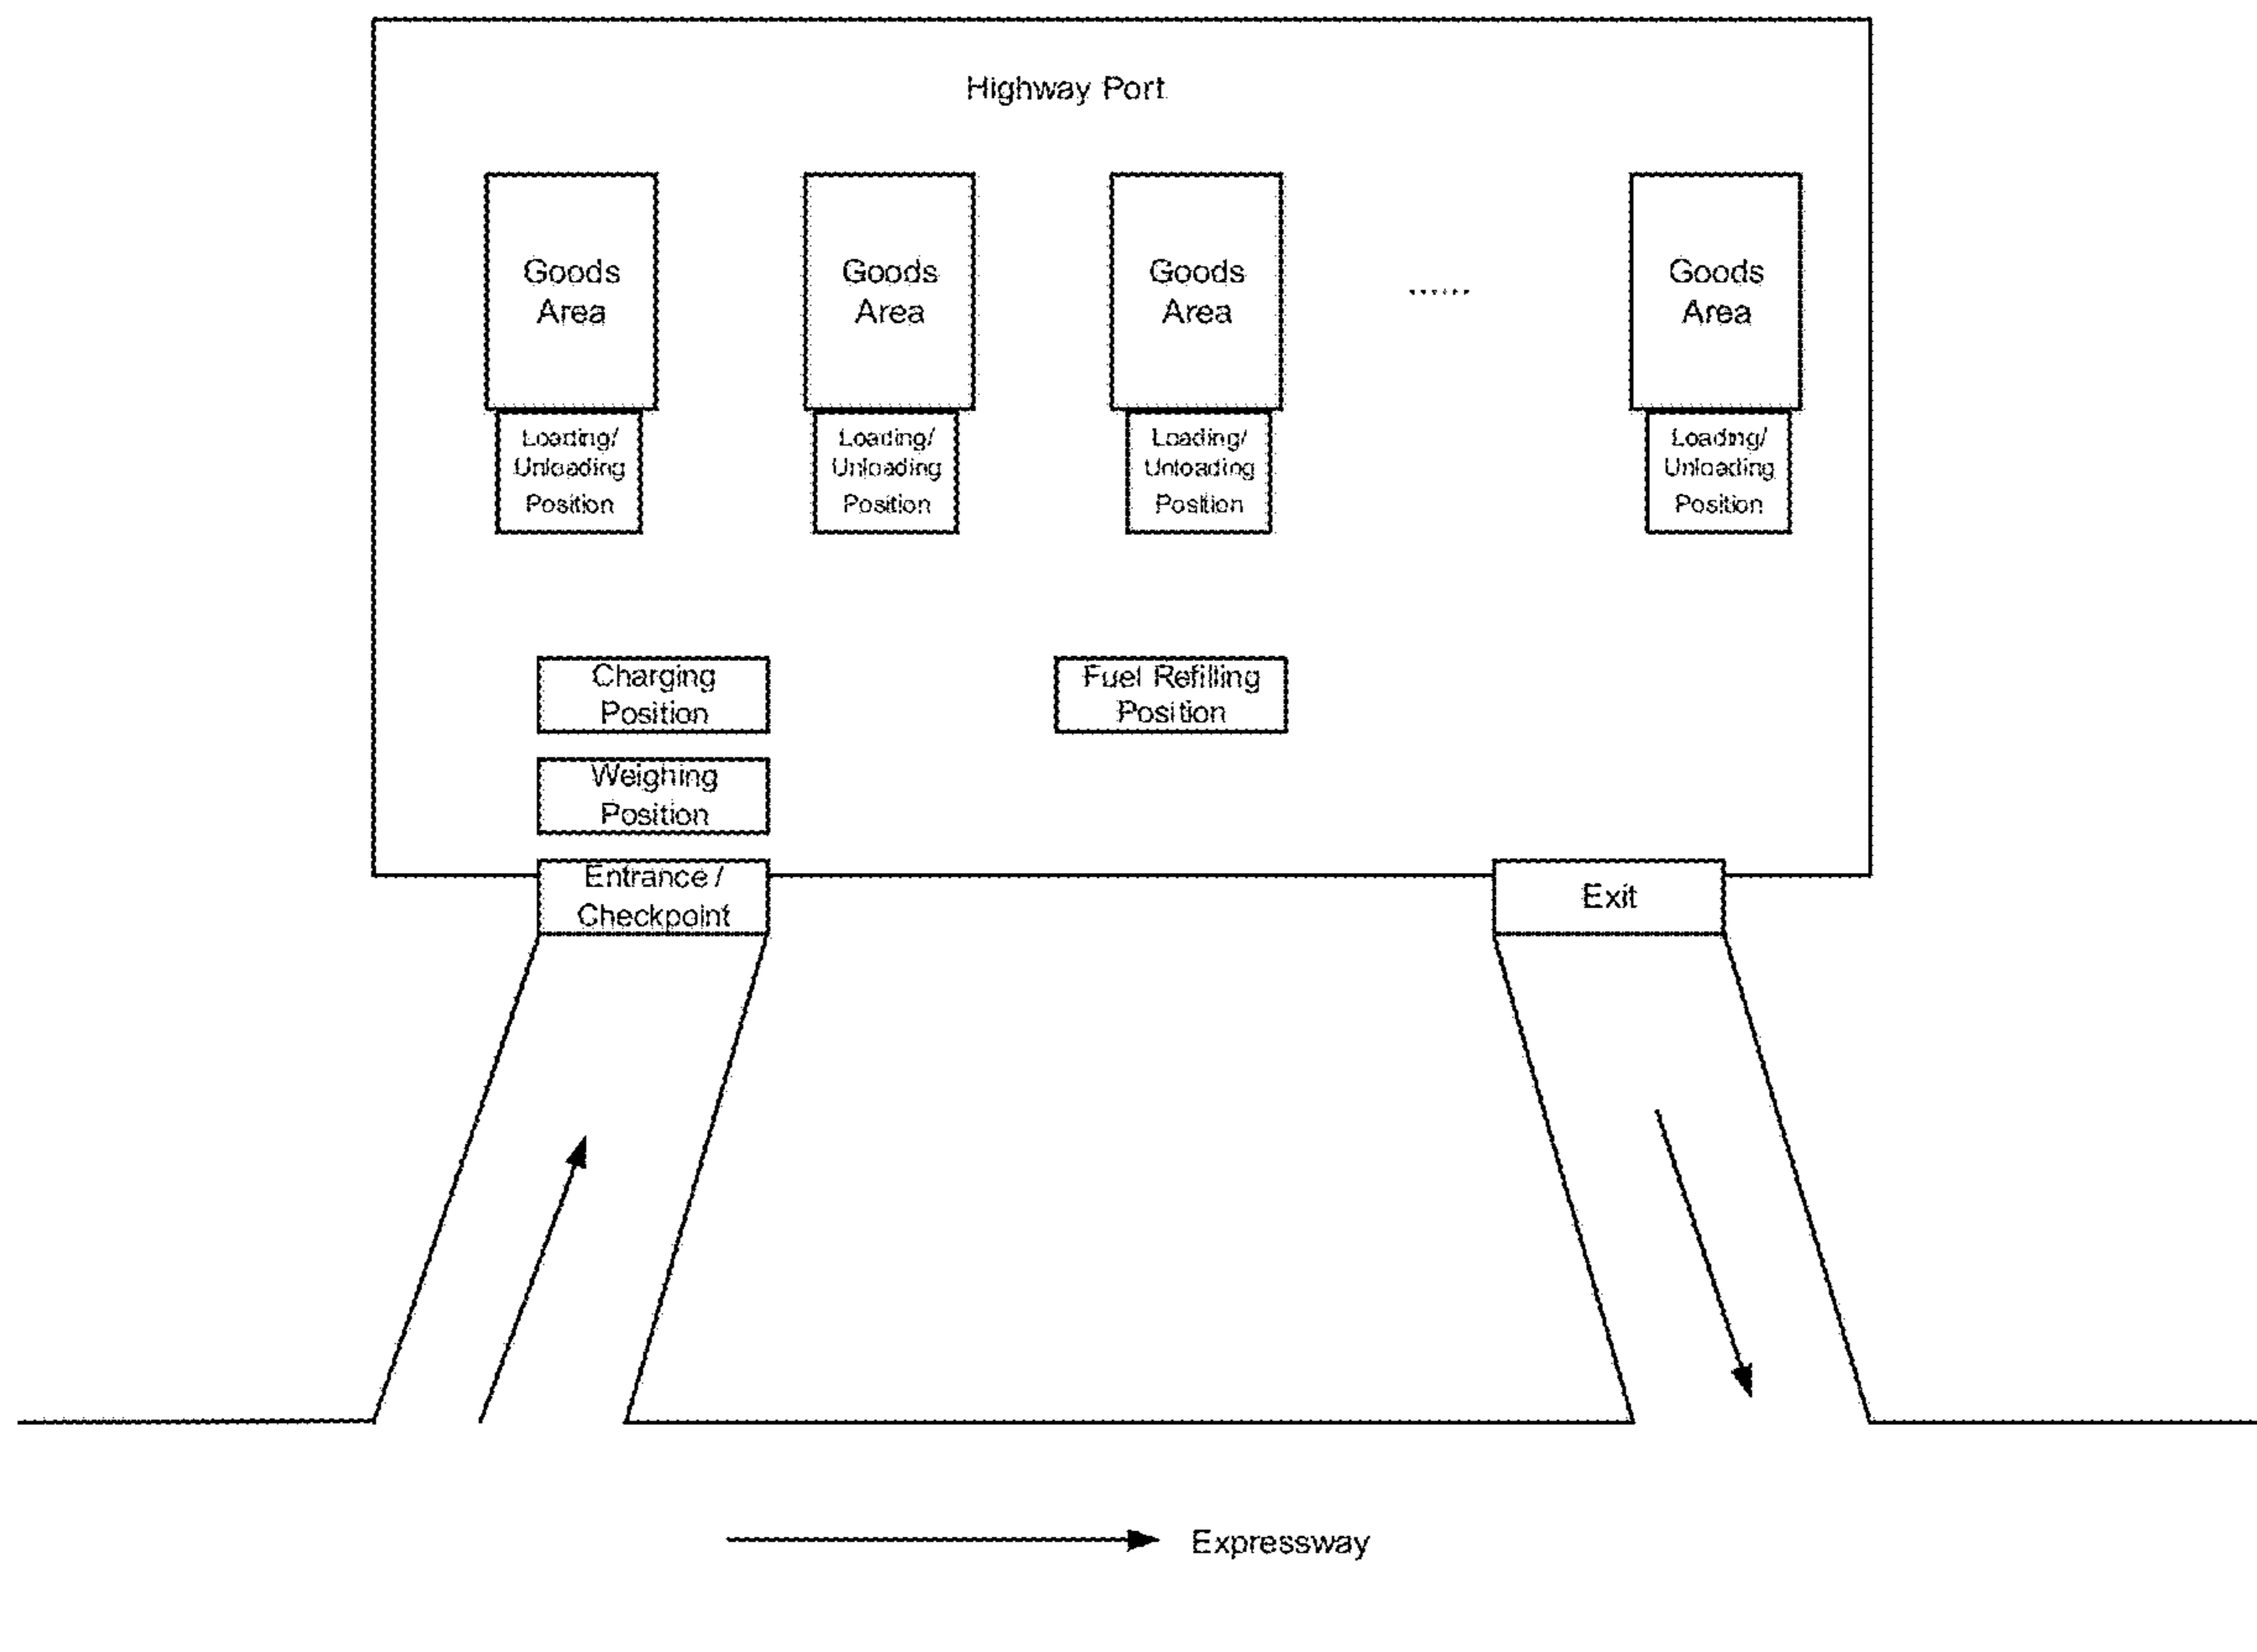 Highway Port
Goods
Area
Goods
Area
Goods
Area
......
Goods
Area
Loading/
Unloading
Position
Loading/
Unloading
Position
Loading/
Unloading
Position
Loading/
Unloading
Position
Charging
Position
Fuel Refilling
Position
Weighing
Position
Entrance /
Checkpoint
Exit
Expressway